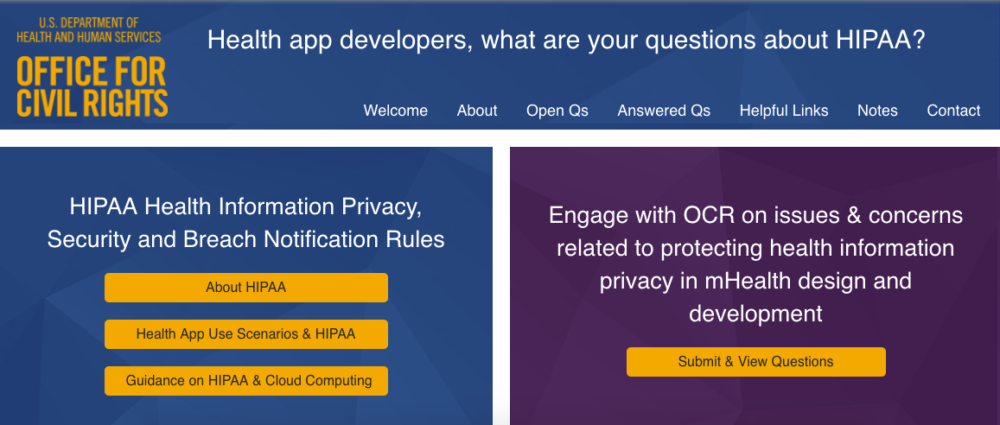 U.S. DEPARTMENT OF
HEALTH AND HUMAN SERVICES
OFFICE FOR
CIVIL RIGHTS
Health app developers, what are your questions about HIPAA?
Welcome About Open Qs Answered Qs Helpful Links Notes Contact
HIPAA Health Information Privacy,
Security and Breach Notification Rules
About HIPAA
Health App Use Scenarios & HIPAA
Guidance on HIPAA & Cloud Computing
Engage with OCR on issues & concerns
related to protecting health information
privacy in mHealth design and
development
Submit & View Questions